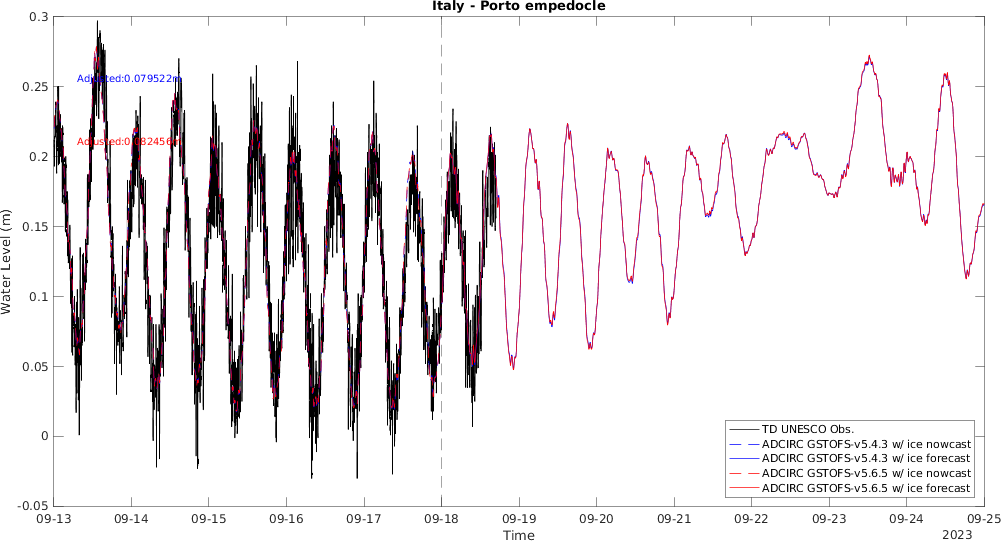 Italy - Porto empedocle
0.3
0.25
0.2
0.15
0.1
0.05
0
-0.05
Water Level (m)
Adjusted:0.079522m
Adjusted:0.082456m
TD UNESCO Obs.
ADCIRC GSTOFS-v5.4.3 w/ ice nowcast
ADCIRC GSTOFS-v5.4.3 w/ ice forecast
ADCIRC GSTOFS-v5.6.5 w/ ice nowcast
ADCIRC GSTOFS-v5.6.5 w/ ice forecast
09-13 09-14 09-15 09-16 09-17 09-18 09-19 09-20 09-21 09-22 09-23 09-24 09-25
Time
2023